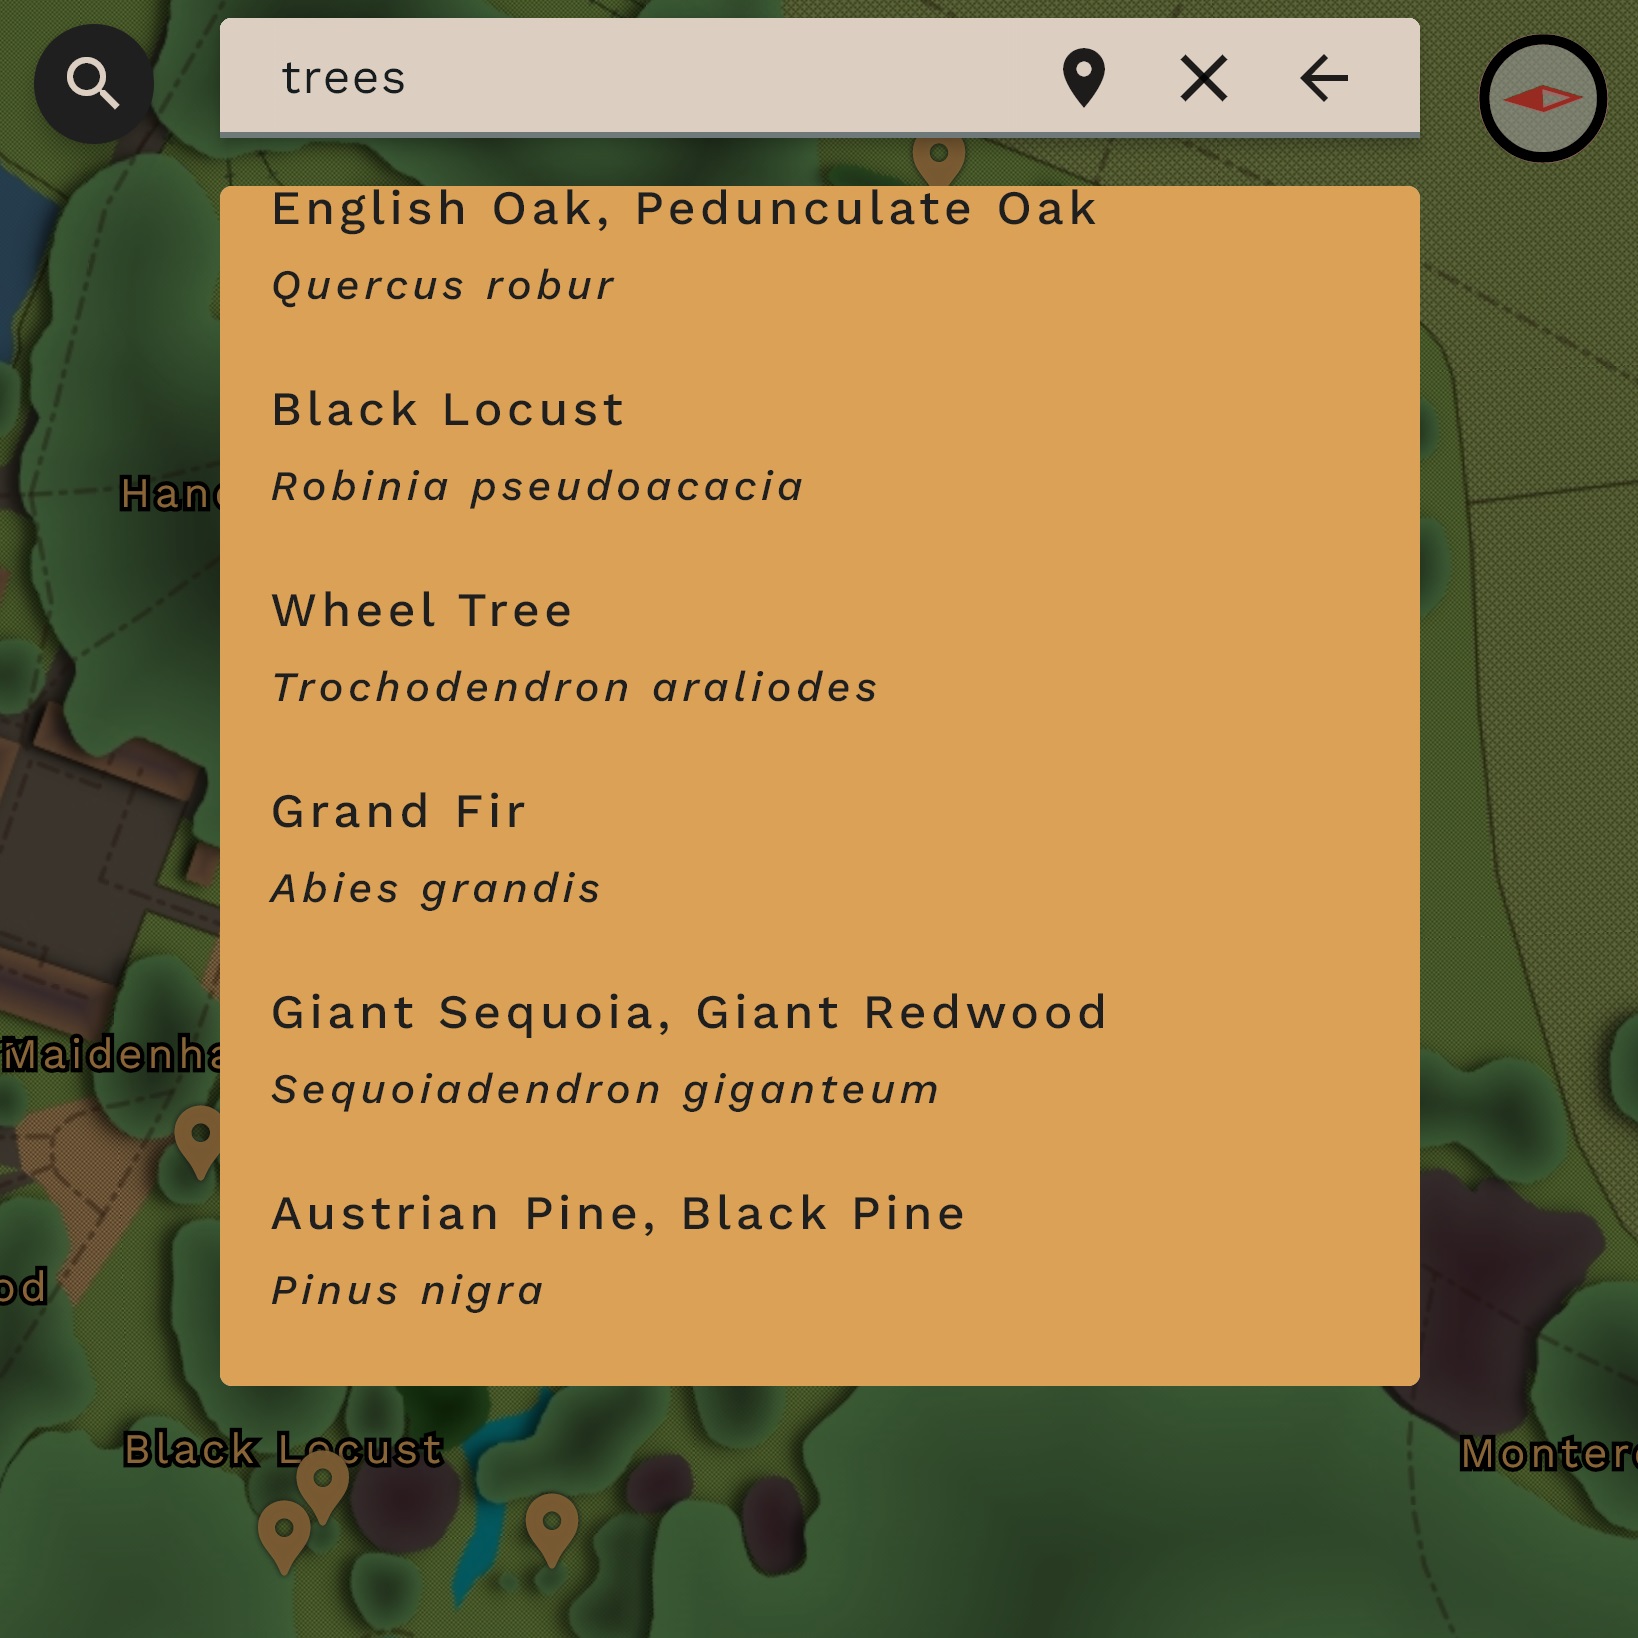 trees
English Oak, Pedunculate Oak
Quercus robur
Black Locust
Robinia pseudoacacia
Wheel Tree
Trochodendron araliodes
Grand Fir
Abies grandis
Giant Sequoia, Giant Redwood
Sequoiadendron giganteum
Austrian Pine, Black Pine
Pinus nigra
Black Locust